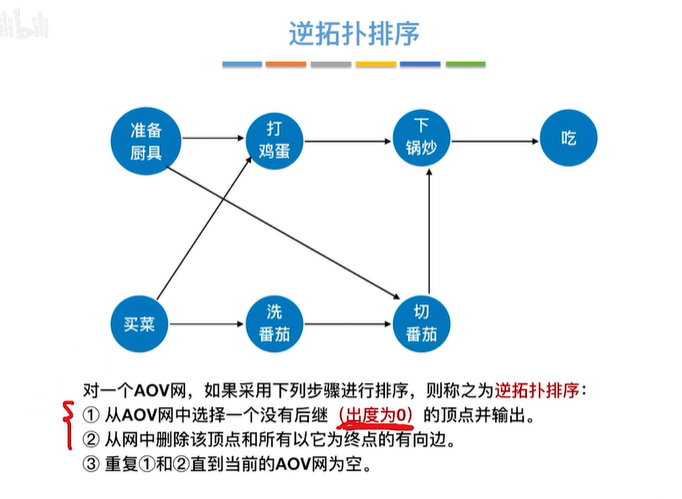 逆拓扑排序
准备
厨具
打
鸡蛋
下
锅炒
吃
买菜
洗
番茄
切
番茄
对一个AOV网，如果采用下列步骤进行排序，则称之为逆拓扑排序：
① 从AOV网中选择一个没有后继（出度为0）的顶点并输出。
② 从网中删除该顶点和所有以它为终点的有向边。
③ 重复①和②直到当前的AOV网为空。